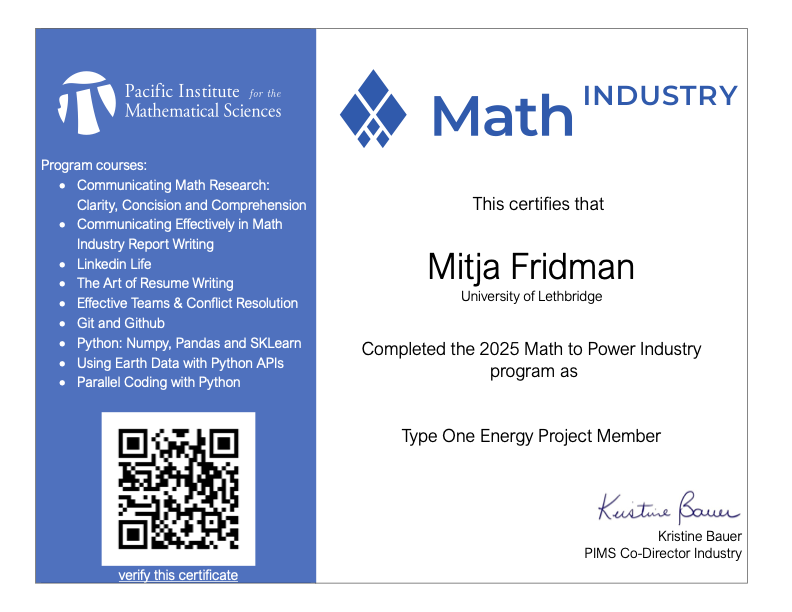 Pacific Institute for the
Mathematical Sciences
Program courses:
• Communicating Math Research:
Clarity, Concision and Comprehension
• Communicating Effectively in Math
Industry Report Writing
• Linkedin Life
• The Art of Resume Writing
• Effective Teams & Conflict Resolution
• Git and Github
• Python: Numpy, Pandas and SKLearn
• Using Earth Data with Python APIs
• Parallel Coding with Python
verify this certificate
Math INDUSTRY
This certifies that
Mitja Fridman
University of Lethbridge
Completed the 2025 Math to Power Industry
program as
Type One Energy Project Member
Kristine Bauer
Kristine Bauer
PIMS Co-Director Industry